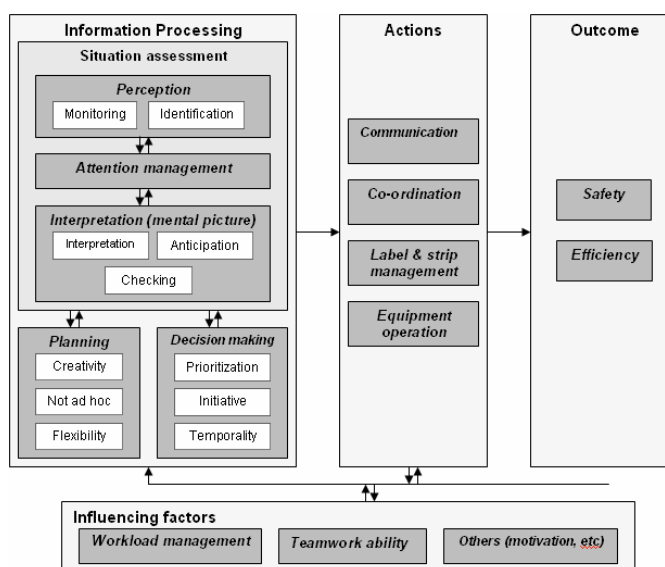 Information Processing
Situation assessment
Perception
Monitoring
Identification
Attention management
Interpretation (mental picture)
Interpretation
Anticipation
Checking
Planning
Creativity
Not ad hoc
Flexibility
Decision making
Prioritization
Initiative
Temporality
Actions
Communication
Co-ordination
Label & strip
management
Equipment
operation
Outcome
Safety
Efficiency
Influencing factors
Workload management
Teamwork ability
Others (motivation, etc)